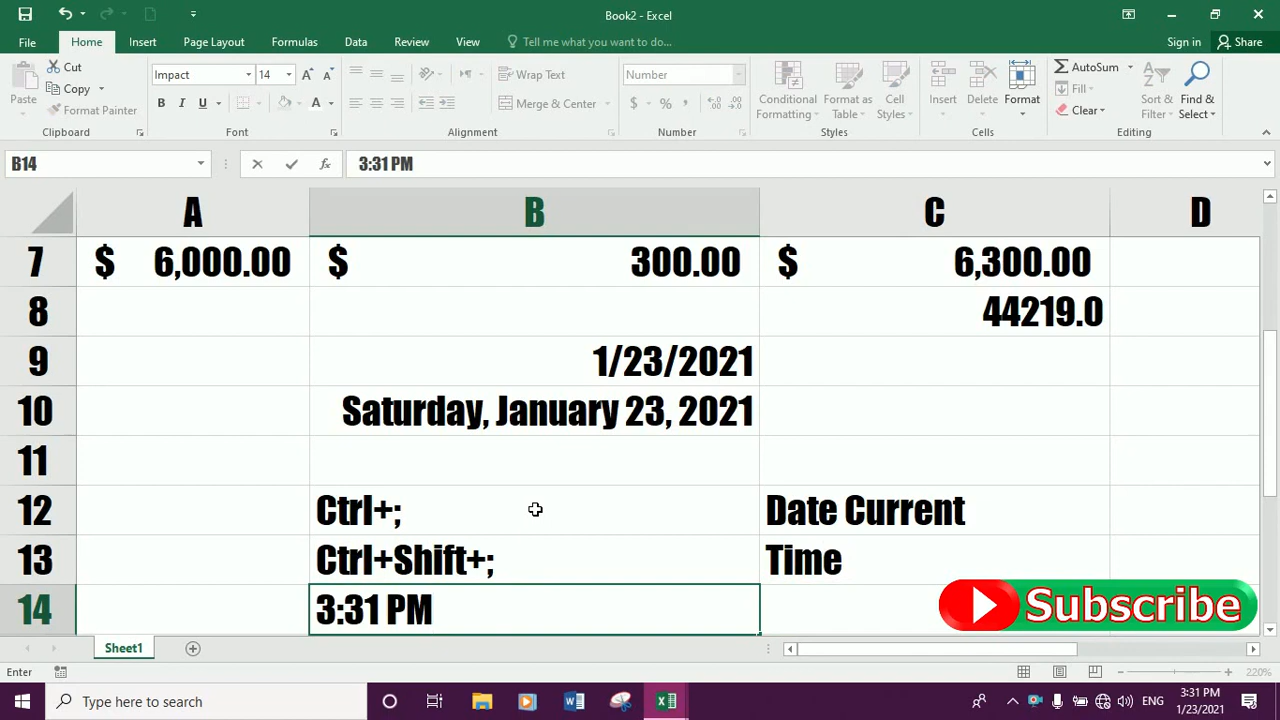 Book2 - Excel
File Home Insert Page Layout Formulas Data Review View Tell me what you want to do... Sign in Share
Paste Cut Copy Format Painter Clipboard
Impact 14 A A B I U A Font
Wrap Text Merge & Center Alignment
Number $ % , Number
Conditional Formatting Format as Table Cell Styles Styles
Insert Delete Format Cells
AutoSum Fill Clear Sort & Filter Find & Select Editing
B14 fx 3:31 PM
A B C D
7 $ 6,000.00 $ 300.00 $ 6,300.00
8 44219.0
9 1/23/2021
10 Saturday, January 23, 2021
11
12 Ctrl+; Date Current
13 Ctrl+Shift+; Time
14 3:31 PM
Subscribe
Sheet1
Enter 220%
Type here to search ENG 3:31 PM
1/23/2021